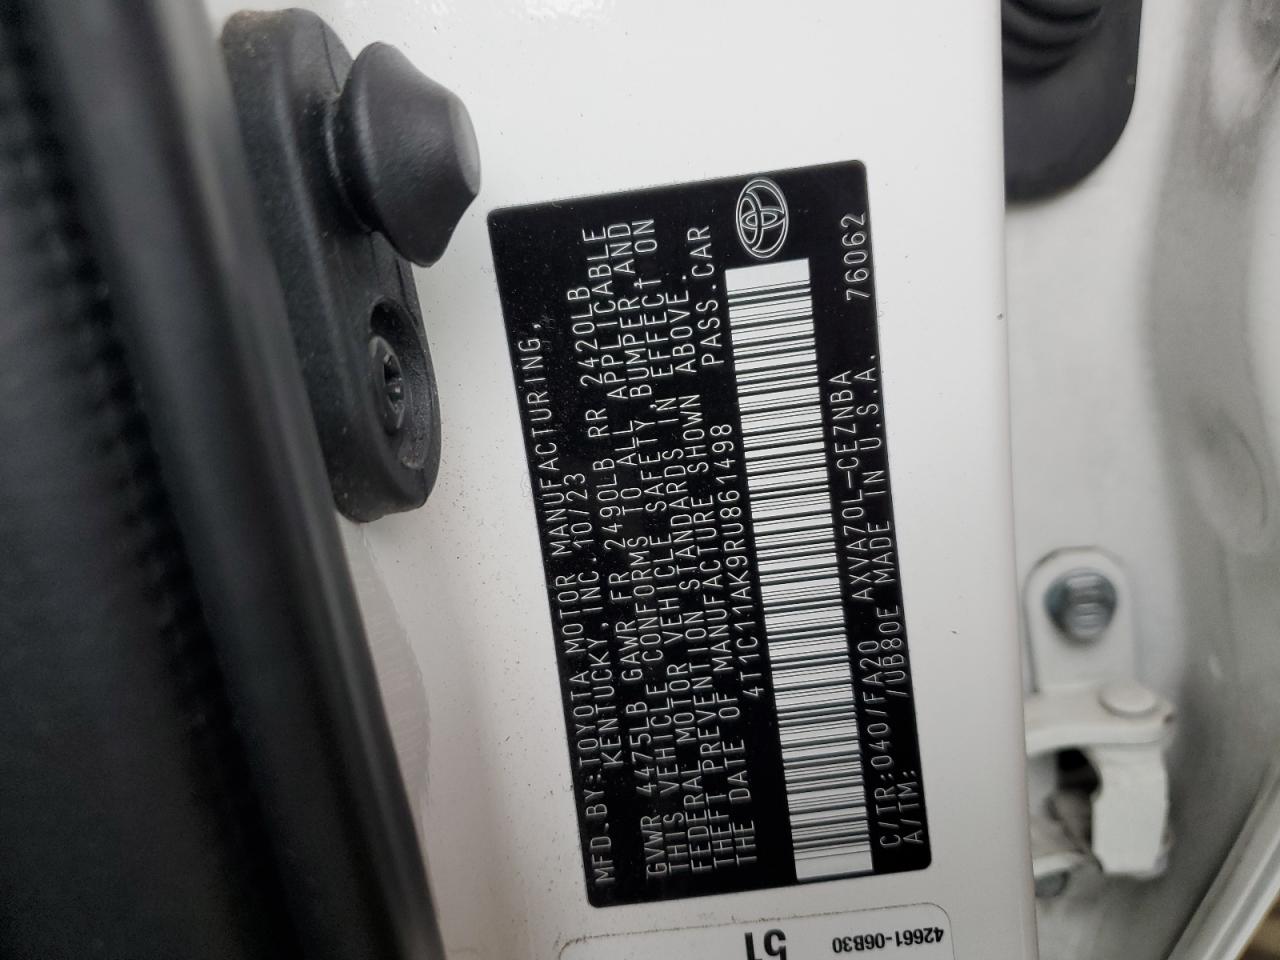 MFD.BY:TOYOTA MOTOR MANUFACTURING,
KENTUCKY,INC. 10/23
GVWR 4475LB GAWR FR 2490LB RR 2420LB
THIS VEHICLE CONFORMS TO ALL APPLICABLE
FEDERAL MOTOR VEHICLE SAFETY,BUMPER,AND
THEFT PREVENTION STANDARDS IN EFFECT ON
THE DATE OF MANUFACTURE SHOWN ABOVE.
4T1C11AK9RU861498 PASS.CAR
C/TR:040/FA20 AXVA70L-CEZNBA 76062
A/TM: /UB80E MADE IN U.S.A.
42661-06B30
51